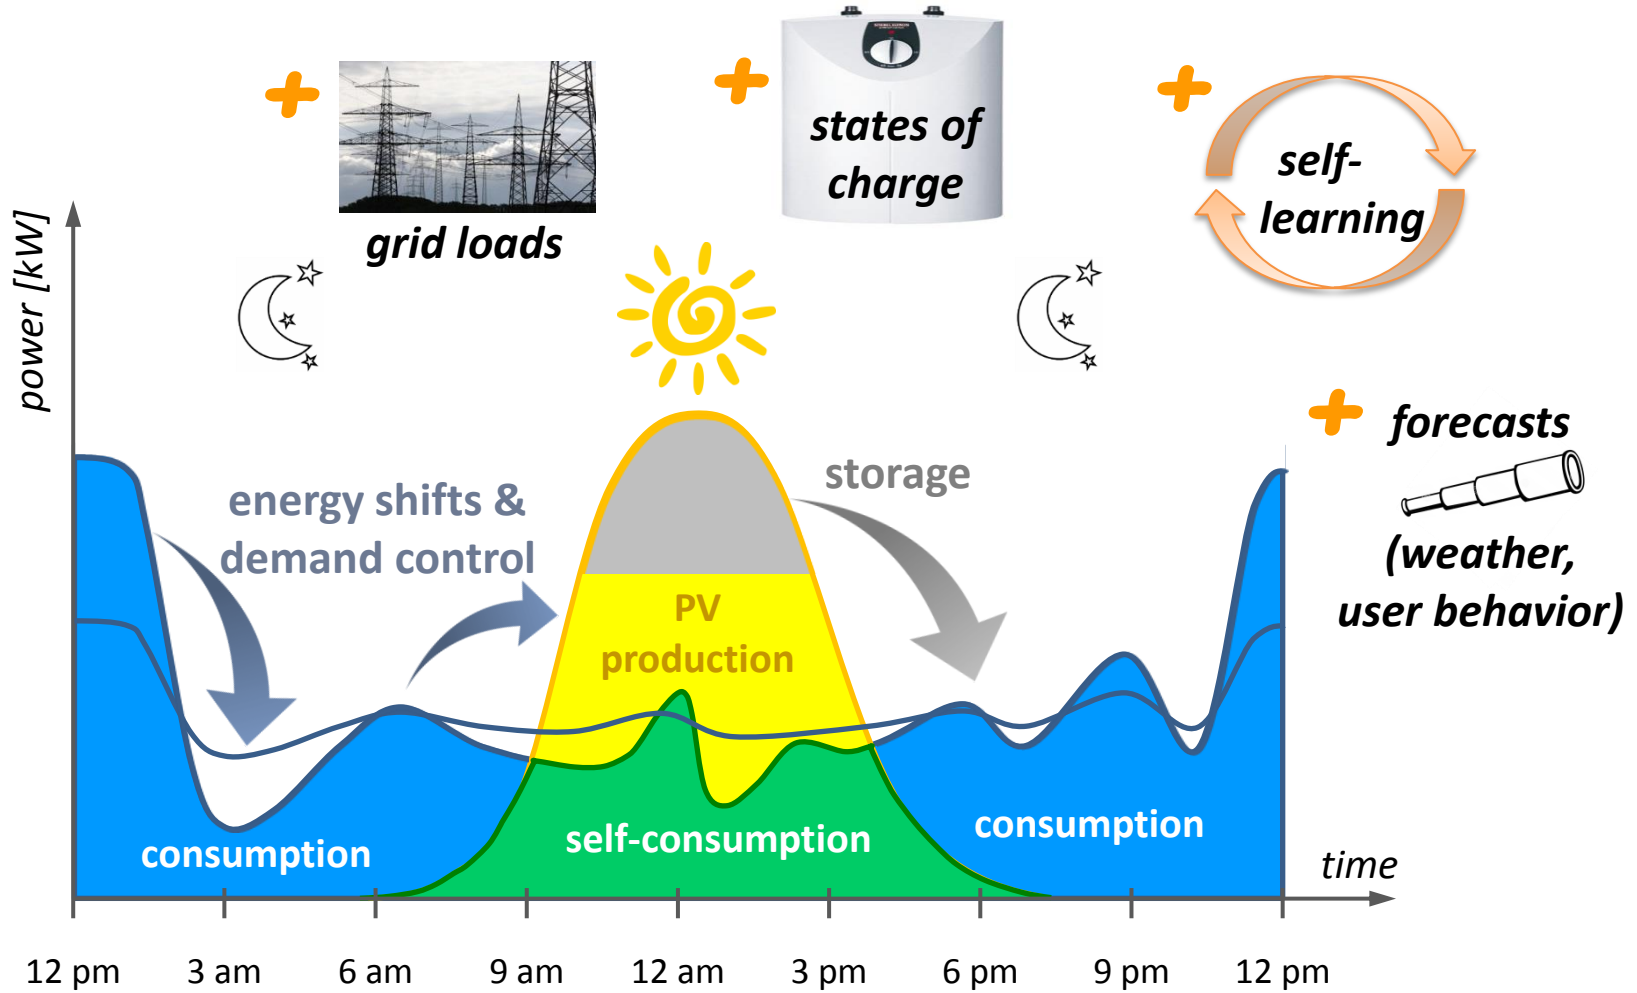 grid loads
states of
charge
self-
learning
power [kW]
forecasts
(weather,
user behavior)
energy shifts &
demand control
storage
PV
production
consumption
self-consumption
consumption
time
12 pm
3 am
6 am
9 am
12 am
3 pm
6 pm
9 pm
12 pm